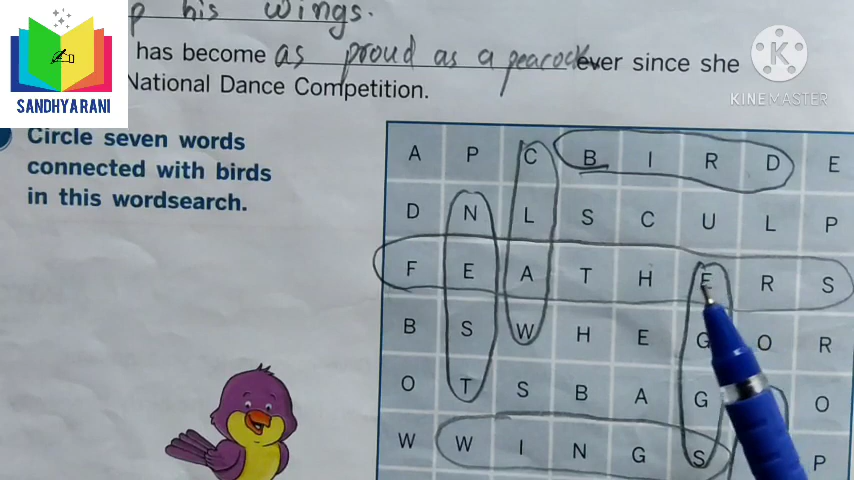 his wings.
has become as proud as a peacock ever since she
National Dance Competition.
SANDHYARANI
KINEMASTER
Circle seven words
connected with birds
in this wordsearch.
A P C B I R D E
D N L S C U L P
F E A T H E R S
B S W H E G O R
O T S B A G O
W W I N G S P